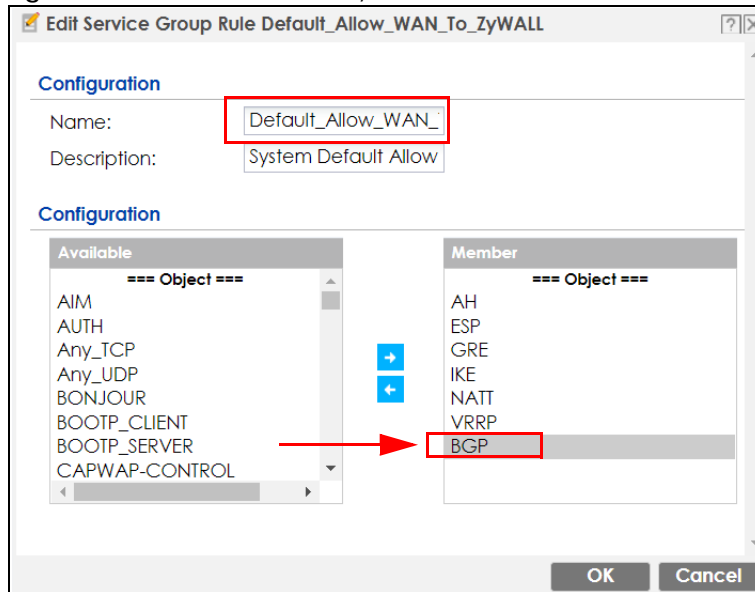 Edit Service Group Rule Default_Allow_WAN_To_ZyWALL
Configuration
Name: Default_Allow_WAN_
Description: System Default Allow
Configuration
Available
=== Object ===
AIM
AUTH
Any_TCP
Any_UDP
BONJOUR
BOOTP_CLIENT
BOOTP_SERVER
CAPWAP-CONTROL
Member
=== Object ===
AH
ESP
GRE
IKE
NATT
VRRP
BGP
OK Cancel